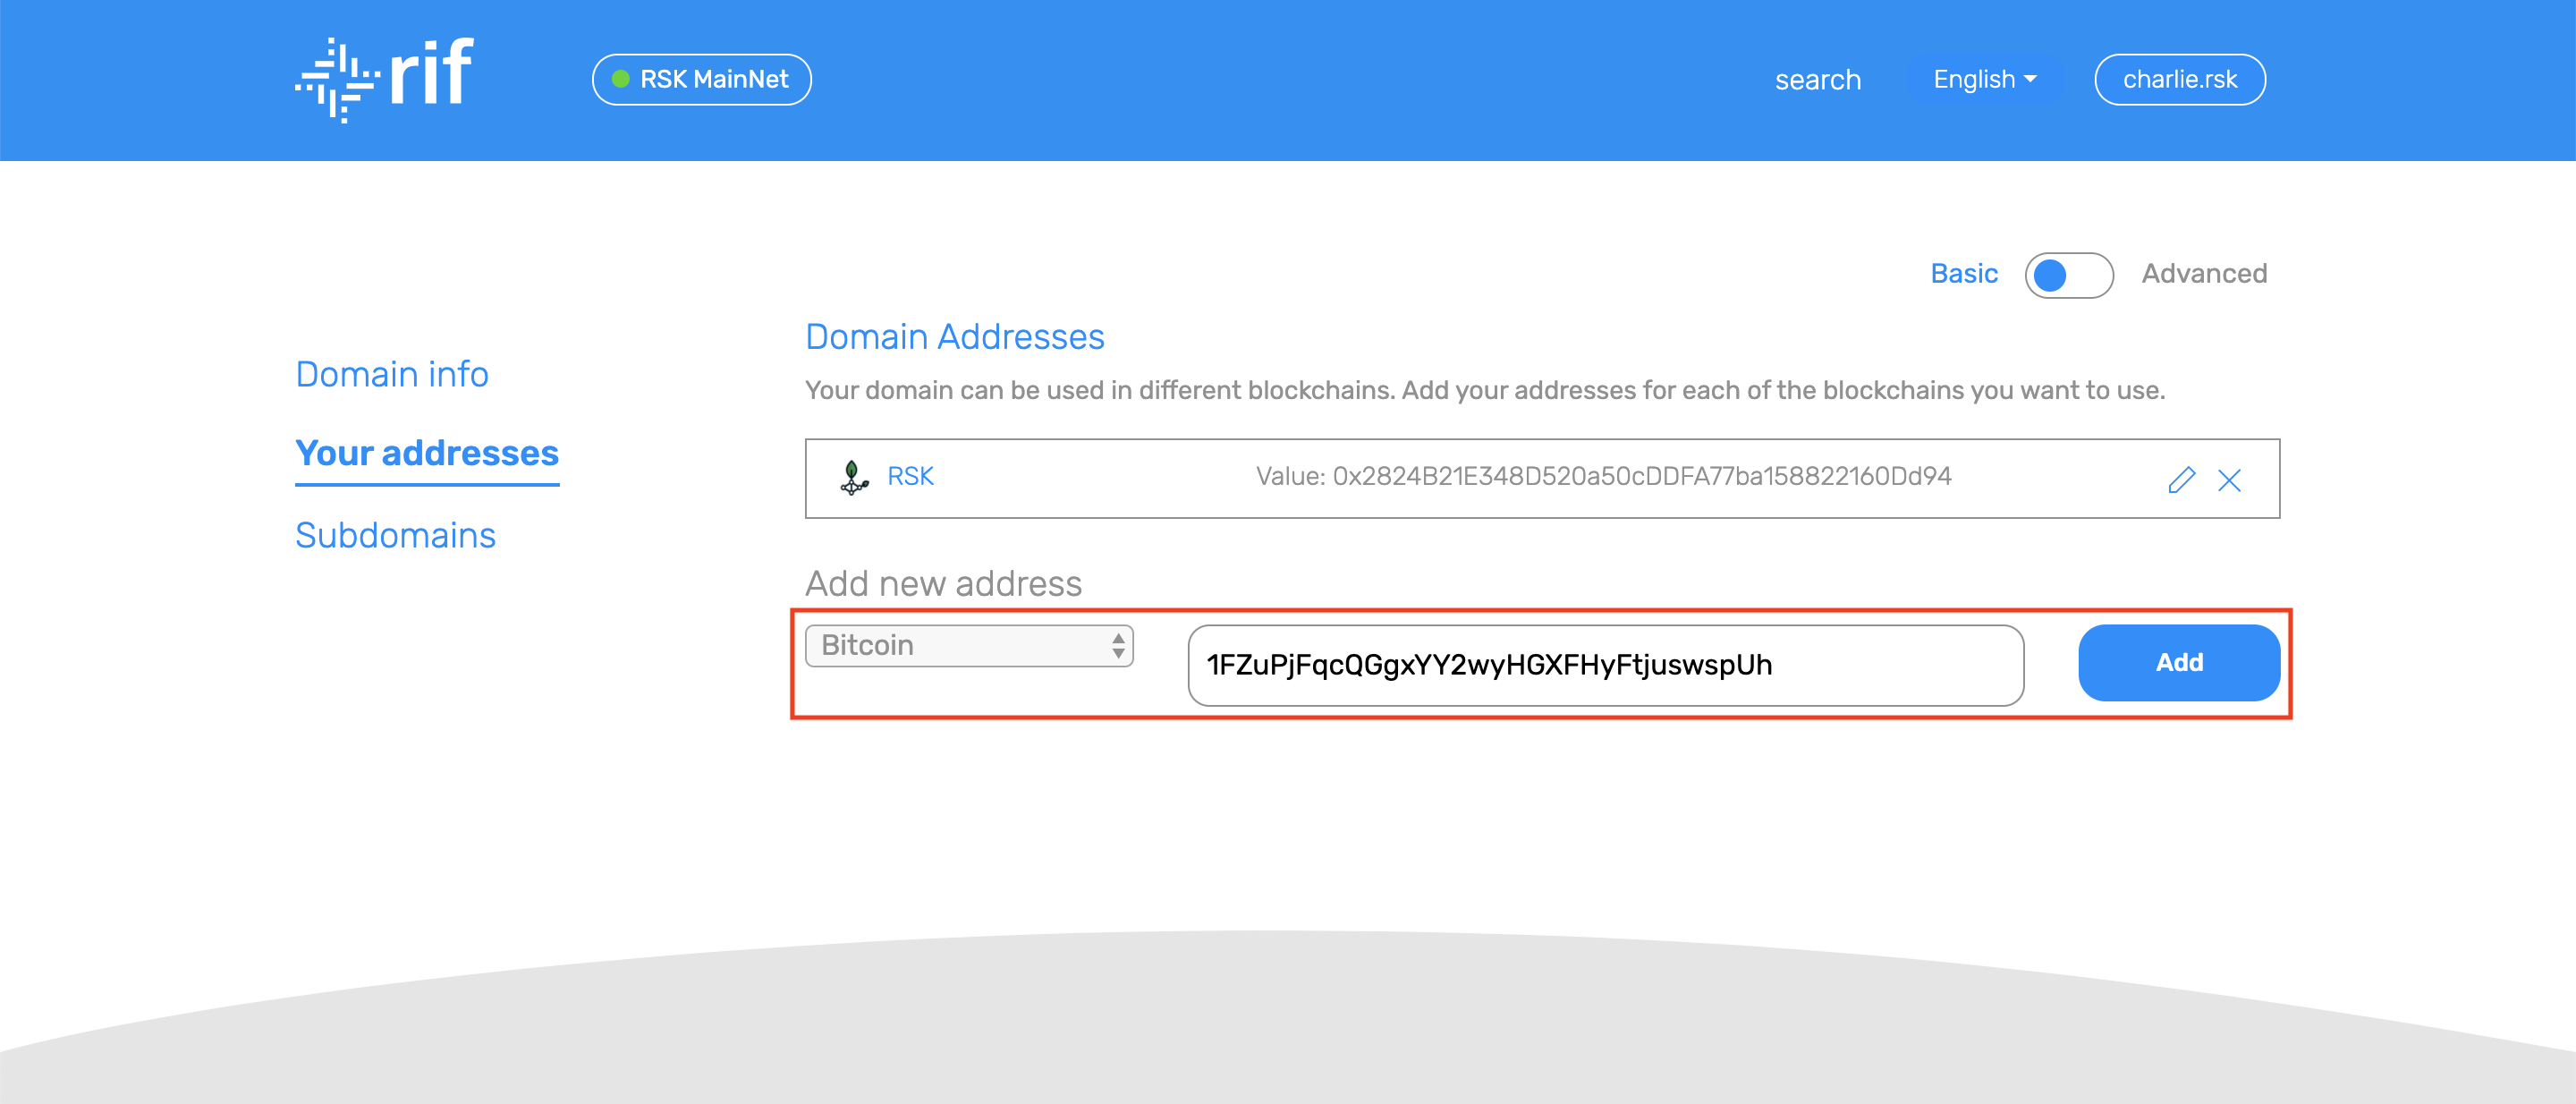 rif
RSK MainNet
search
English
charlie.rsk
Basic
Advanced
Domain info
Your addresses
Subdomains
Domain Addresses
Your domain can be used in different blockchains. Add your addresses for each of the blockchains you want to use.
RSK
Value: 0x2824B21E348D520a50cDDFA77ba158822160Dd94
Add new address
Bitcoin
1FZuPjFqcQGgxYY2wyHGXFHyFtjuswspUh
Add